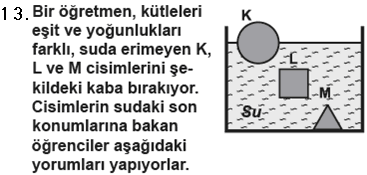 13. Bir öğretmen, kütleleri
eşit ve yoğunlukları
farklı, suda erimeyen K,
L ve M cisimlerini şe-
kildeki kaba bırakıyor.
Cisimlerin sudaki son
konumlarına bakan
öğrenciler aşağıdaki
yorumları yapıyorlar.
K
L
M
Su